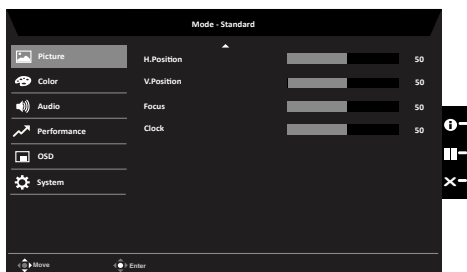 Mode - Standard
Picture
H.Position 50
Color
V.Position 50
Audio
Focus 50
Performance
Clock 50
OSD
System
Move
Enter